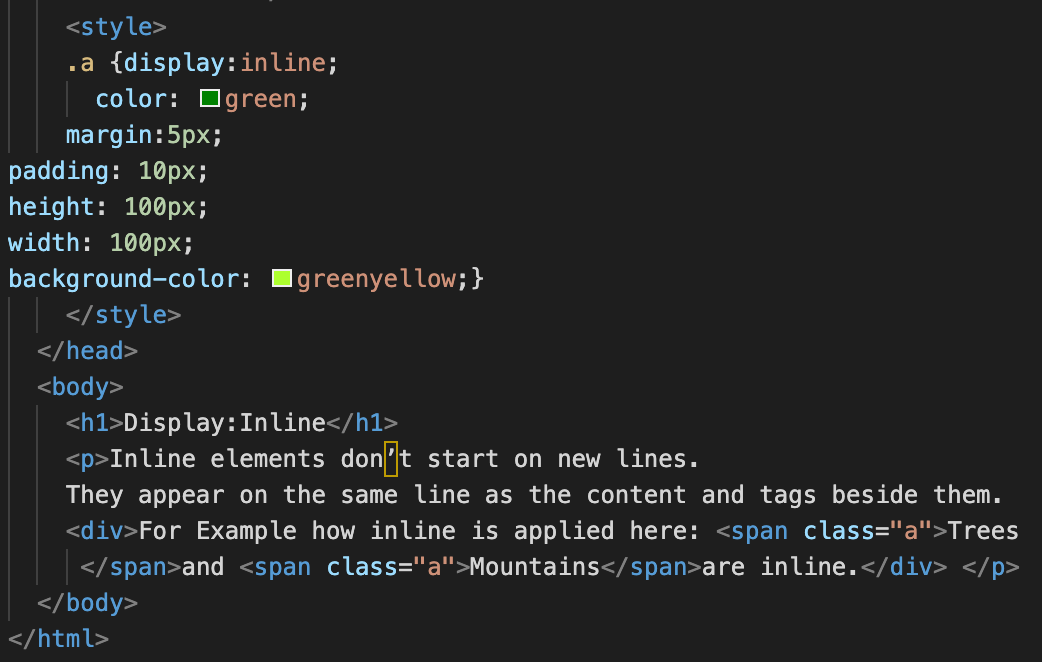 <style>
.a {display:inline;
color: green;
margin:5px;
padding: 10px;
height: 100px;
width: 100px;
background-color: greenyellow;}
</style>
</head>
<body>
<h1>Display:Inline</h1>
<p>Inline elements don’t start on new lines.
They appear on the same line as the content and tags beside them.
<div>For Example how inline is applied here: <span class="a">Trees
</span>and <span class="a">Mountains</span>are inline.</div> </p>
</body>
</html>